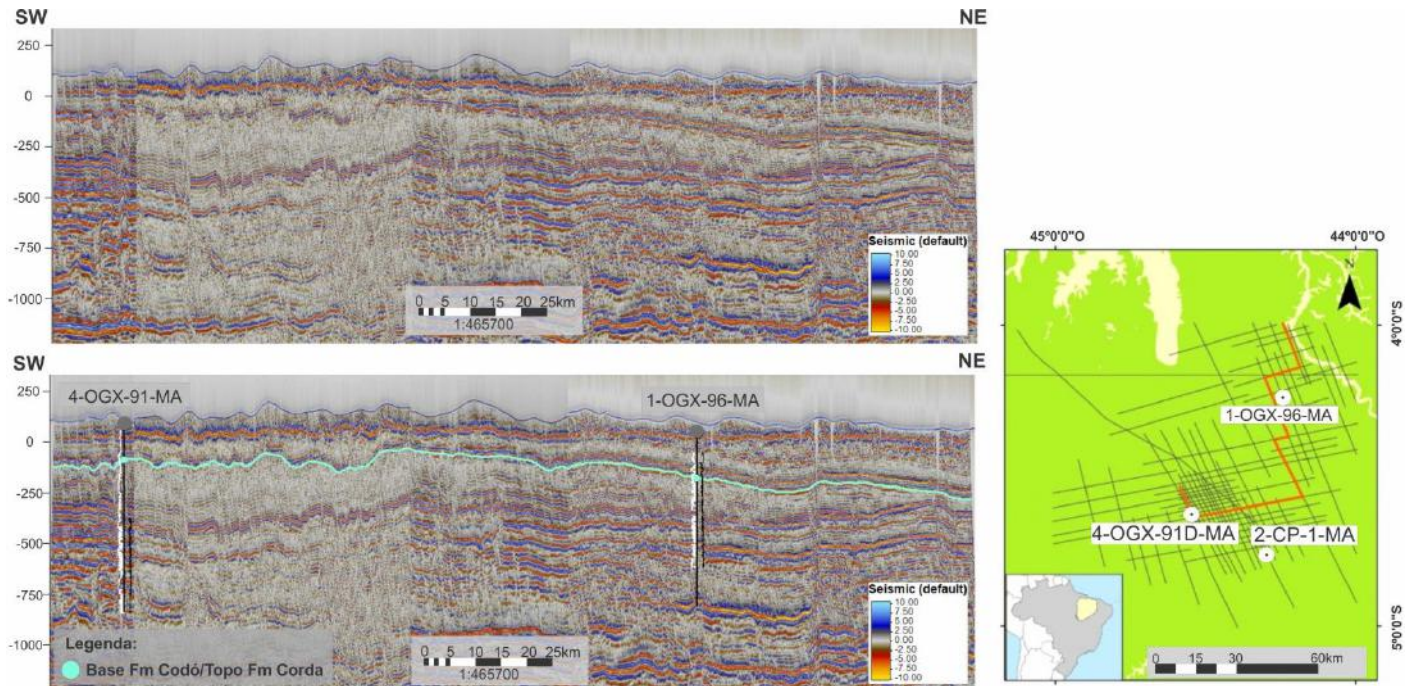 SW
NE
250
0
-250
-500
-750
-1000
Seismic (default)
10.00
7.50
5.00
2.50
0.00
-2.50
-5.00
-7.50
-10.00
0 5 10 15 20 25km
1:465700
SW
NE
4-OGX-91-MA
1-OGX-96-MA
250
0
-250
-500
-750
-1000
Seismic (default)
10.00
7.50
5.00
2.50
0.00
-2.50
-5.00
-7.50
-10.00
Legenda:
Base Fm Codó/Topo Fm Corda
0 5 10 15 20 25km
1:465700
45°0'0"O
44°0'0"O
N
4°0'0"S
1-OGX-96-MA
4-OGX-91D-MA
2-CP-1-MA
5°0'0"S
0 15 30 60km